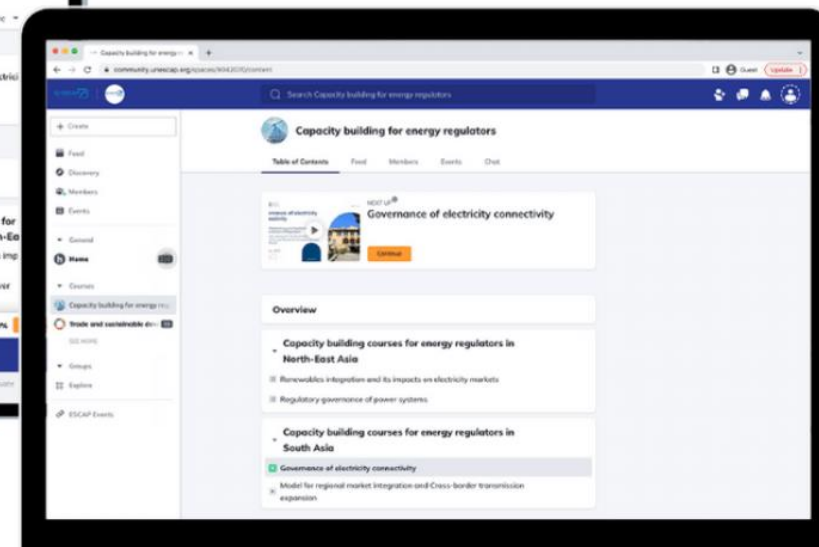 Capacity building for energy r
community.unescap.org/spaces/
Guest
Update
Search Capacity building for energy regulators
Create
Feed
Discovery
Members
Events
General
Home
Courses
Capacity building for energy reg
Trade and sustainable dev
SEE MORE
Groups
Explore
ESCAP Events
Capacity building for energy regulators
Table of Contents Feed Members Events Chat
NEXT UP
Governance of electricity connectivity
Continue
Overview
Capacity building courses for energy regulators in
North-East Asia
Renewables integration and its impacts on electricity markets
Regulatory governance of power systems
Capacity building courses for energy regulators in
South Asia
Governance of electricity connectivity
Model for regional market integration and Cross-border transmission
expansion
for